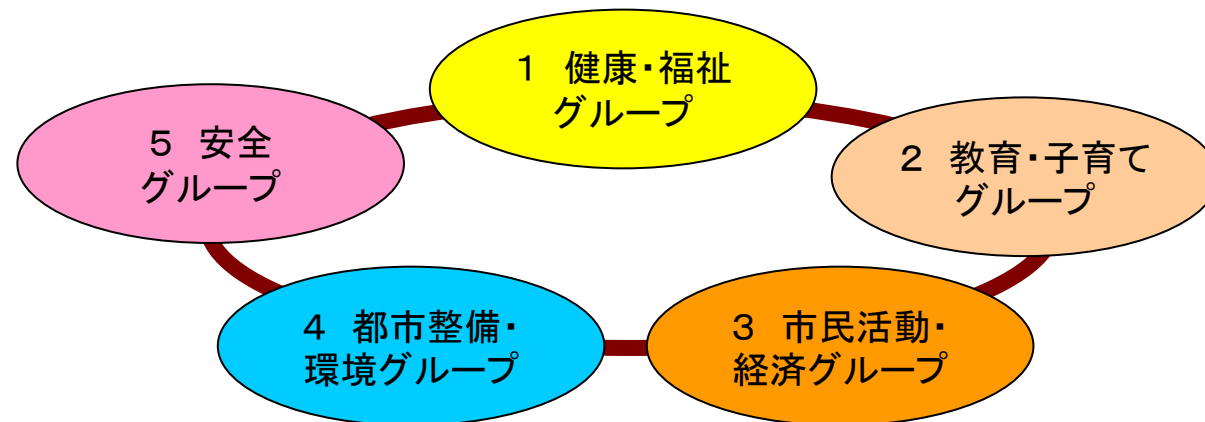 １　健康・福祉
グループ
２　教育・子育て
グループ
３　市民活動・
経済グループ
４　都市整備・
環境グループ
５　安全
グループ